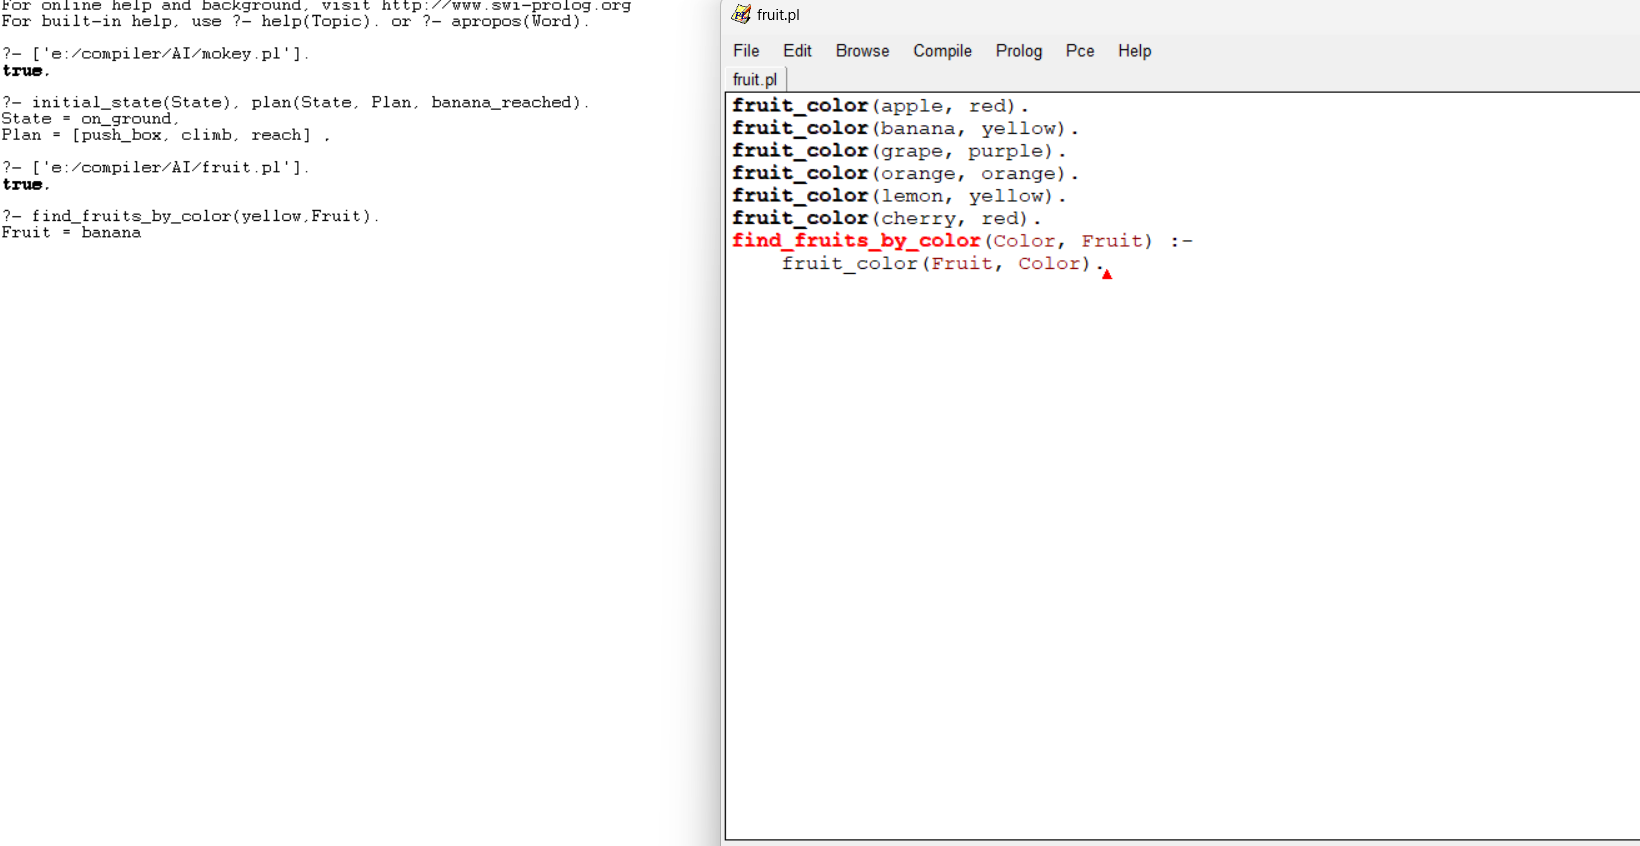 For online help and background, visit http://www.swi-prolog.org
For built-in help, use ?- help(Topic). or ?- apropos(Word).
?- ['e:/compiler/AI/mokey.pl'].
true.
?- initial_state(State), plan(State, Plan, banana_reached).
State = on_ground,
Plan = [push_box, climb, reach] .
?- ['e:/compiler/AI/fruit.pl'].
true.
?- find_fruits_by_color(yellow,Fruit).
Fruit = banana
fruit.pl
File Edit Browse Compile Prolog Pce Help
fruit.pl
fruit_color(apple, red).
fruit_color(banana, yellow).
fruit_color(grape, purple).
fruit_color(orange, orange).
fruit_color(lemon, yellow).
fruit_color(cherry, red).
find_fruits_by_color(Color, Fruit) :-
    fruit_color(Fruit, Color).